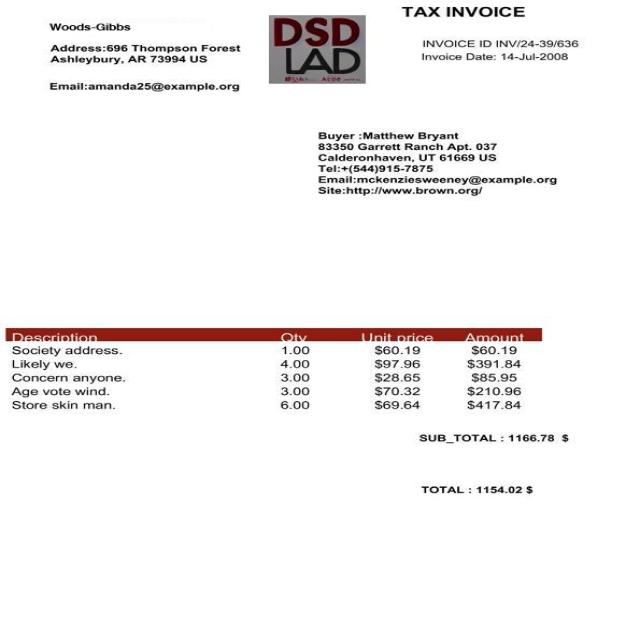 TAX INVOICE
Woods-Gibbs
Address:696 Thompson Forest
Ashleybury, AR 73994 US
Email:amanda25@example.org
DSD
LAD
INVOICE ID INV/24-39/636
Invoice Date: 14-Jul-2008
Buyer :Matthew Bryant
83350 Garrett Ranch Apt. 037
Calderonhaven, UT 61669 US
Tel:+(544)915-7875
Email:mckenziesweeney@example.org
Site:http://www.brown.org/
Description Qty Unit price Amount
Society address. 1.00 $60.19 $60.19
Likely we. 4.00 $97.96 $391.84
Concern anyone. 3.00 $28.65 $85.95
Age vote wind. 3.00 $70.32 $210.96
Store skin man. 6.00 $69.64 $417.84
SUB_TOTAL : 1166.78 $
TOTAL : 1154.02 $